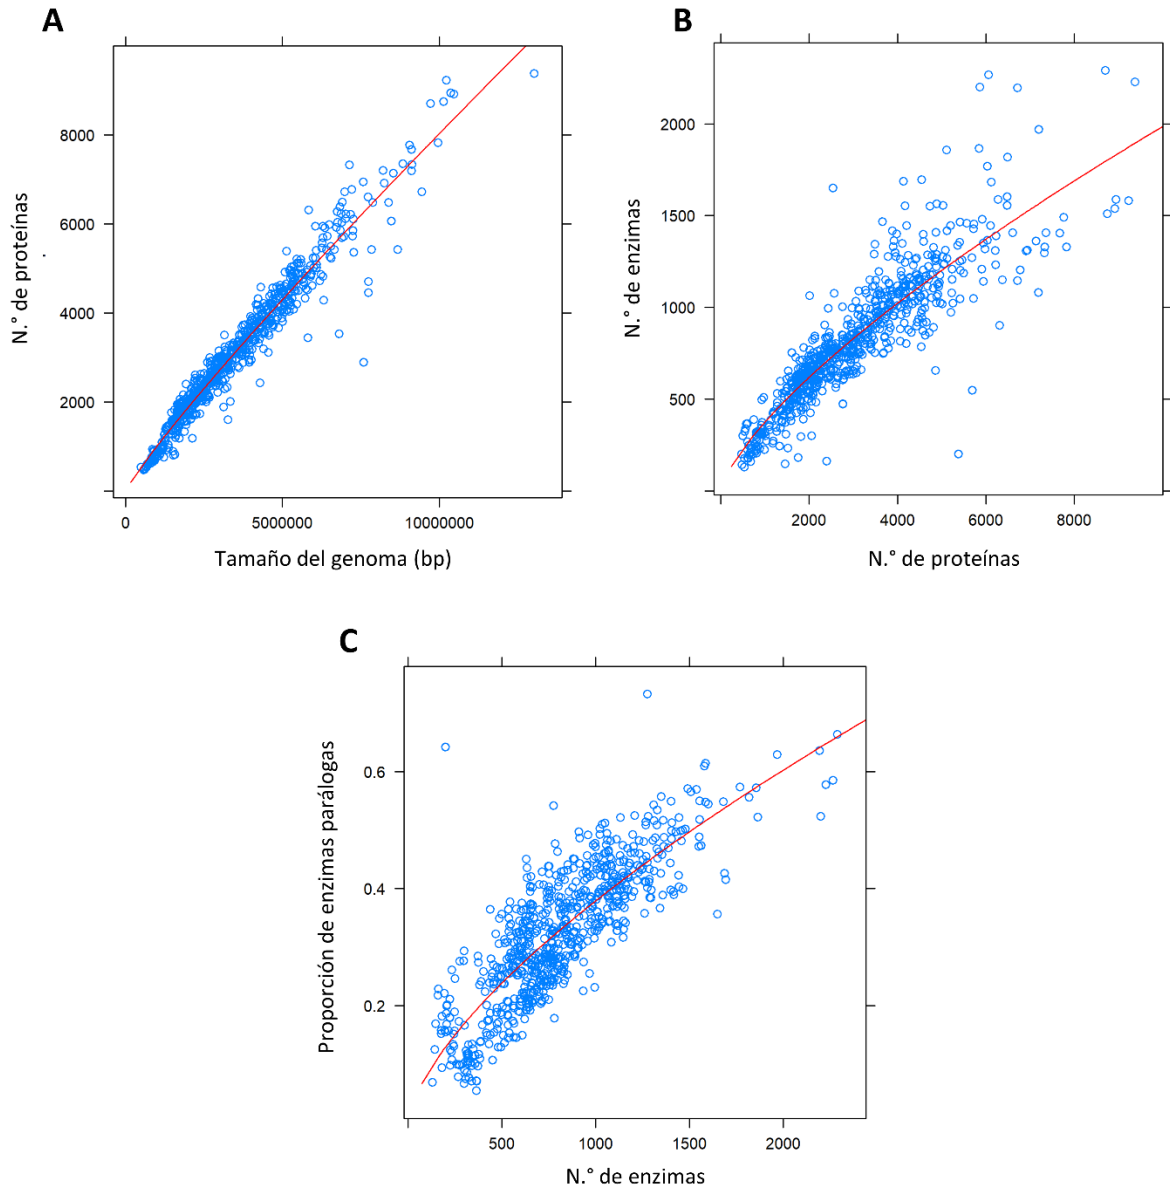 A
N.° de proteínas
8000
6000
4000
2000
0
5000000
10000000
Tamaño del genoma (bp)
B
N.° de enzimas
2000
1500
1000
500
2000
4000
6000
8000
N.° de proteínas
C
Proporción de enzimas parálogas
0.6
0.4
0.2
500
1000
1500
2000
N.° de enzimas